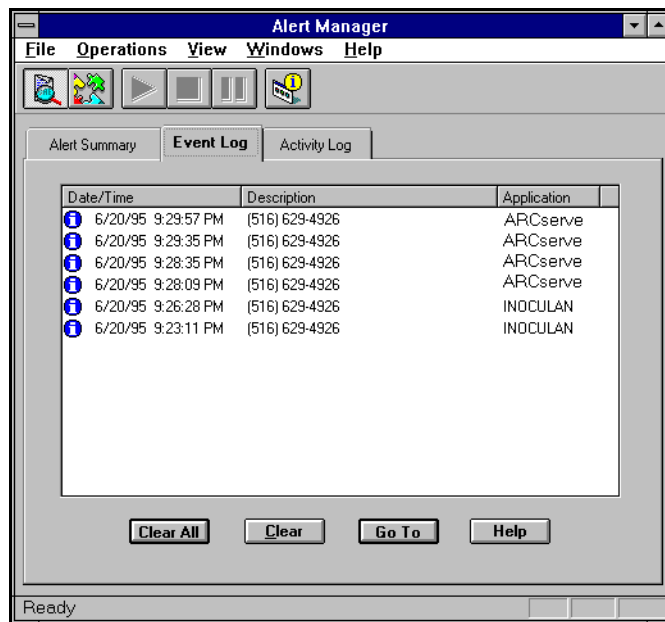 Alert Manager
File Operations View Windows Help
Alert Summary Event Log Activity Log
Date/Time Description Application
6/20/95 9:29:57 PM (516) 629-4926 ARCserve
6/20/95 9:29:35 PM (516) 629-4926 ARCserve
6/20/95 9:28:35 PM (516) 629-4926 ARCserve
6/20/95 9:28:09 PM (516) 629-4926 ARCserve
6/20/95 9:26:28 PM (516) 629-4926 INOCULAN
6/20/95 9:23:11 PM (516) 629-4926 INOCULAN
Clear All Clear Go To Help
Ready